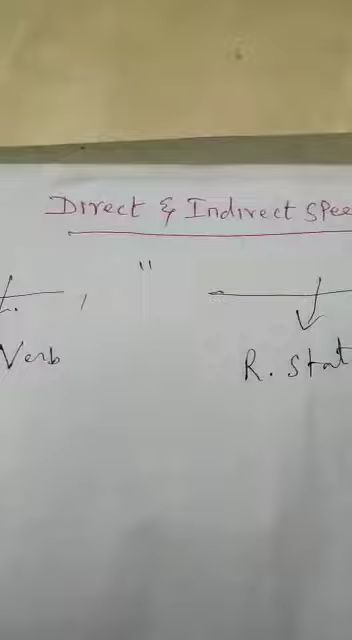 Direct & Indirect Spee
, "
Verb R. Stat